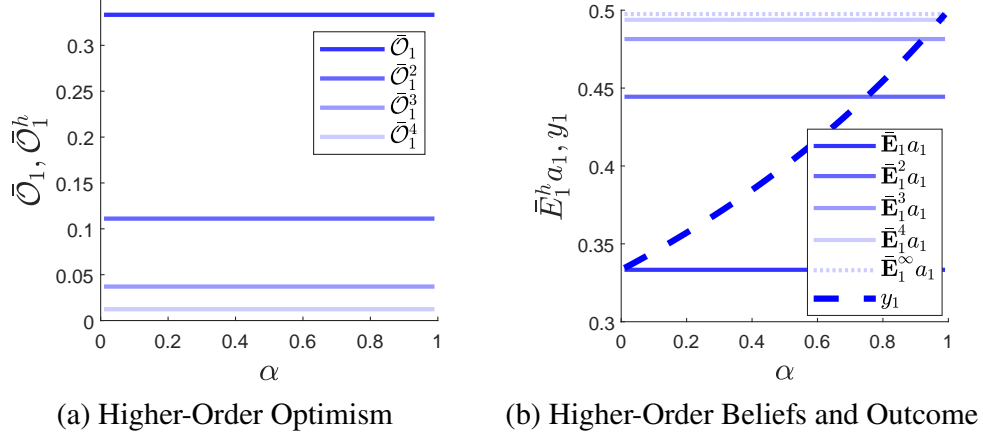 0.35
0.3
0.25
0.2
0.15
0.1
0.05
0
0 0.2 0.4 0.6 0.8 1
α
Ō₁, Ō₁ʰ
Ō₁
Ō₁²
Ō₁³
Ō₁⁴
(a) Higher-Order Optimism
0.5
0.45
0.4
0.35
0.3
0 0.2 0.4 0.6 0.8 1
α
Ē₁ʰa₁, y₁
Ē₁a₁
Ē₁²a₁
Ē₁³a₁
Ē₁⁴a₁
Ē₁^∞a₁
y₁
(b) Higher-Order Beliefs and Outcome